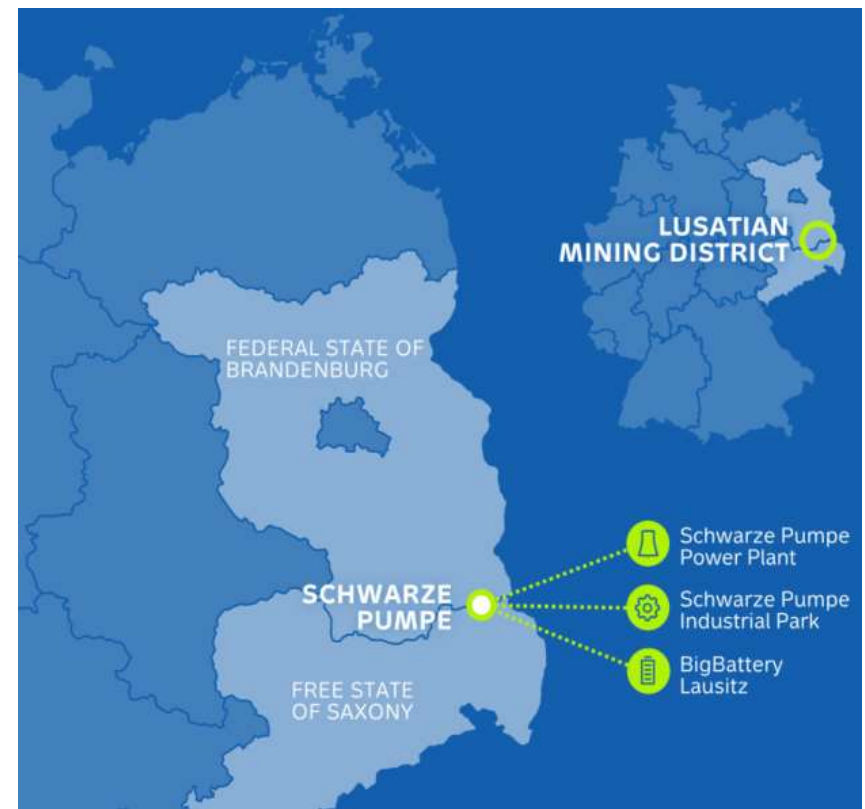 LUSATIAN
MINING DISTRICT
FEDERAL STATE OF
BRANDENBURG
SCHWARZE
PUMPE
Schwarze Pumpe
Power Plant
Schwarze Pumpe
Industrial Park
BigBattery
Lausitz
FREE STATE
OF SAXONY